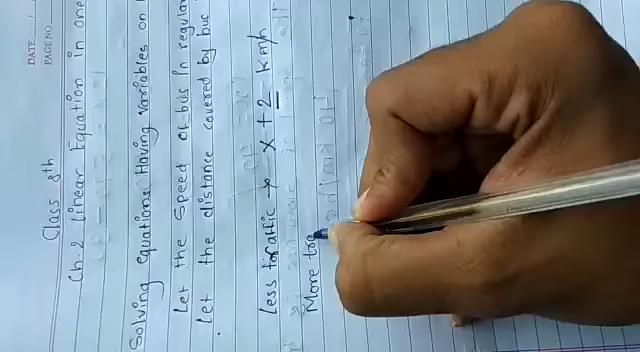 DATE
PAGE NO.
Class 8th
Ch-2 Linear Equation in one
Solving equations Having variables on
Let the Speed of bus in regular
Let the distance covered by bus
Less traffic → x + 2 km/h
More tra